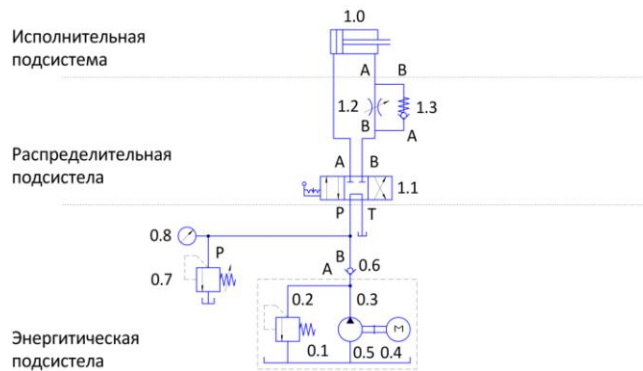 1.0
Исполнительная
подсистема
A B
1.2 1.3
B A
Распределительная
подсистела
A B
1.1
P T
0.8
P B
0.7 A 0.6
0.2 0.3
M
0.1 0.5 0.4
Энергитическая
подсистела